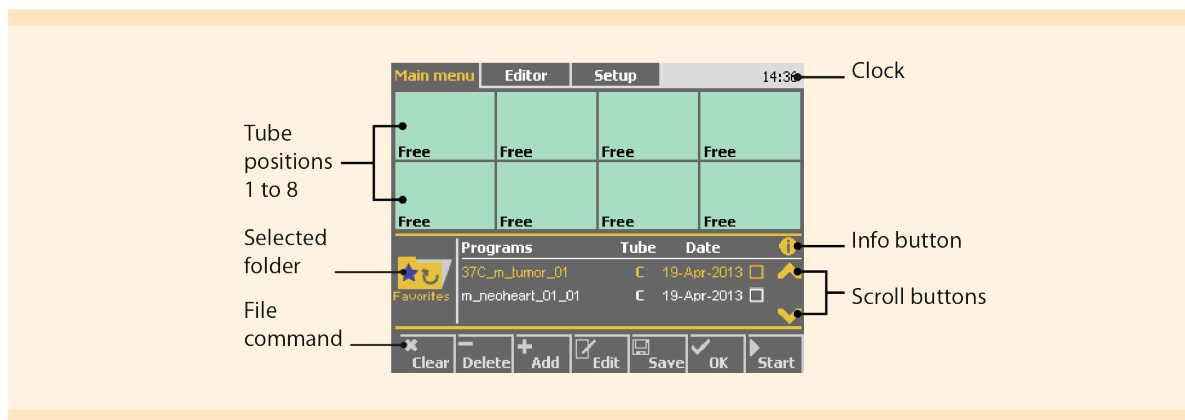 Main menu Editor Setup 14:36
Clock
Tube
positions
1 to 8
Free Free Free Free
Free Free Free Free
Selected
folder
Programs Tube Date
Info button
37C_m_tumor_01 C 19-Apr-2013
Favorites m_neoheart_01_01 C 19-Apr-2013
Scroll buttons
File
command
Clear Delete Add Edit Save OK Start